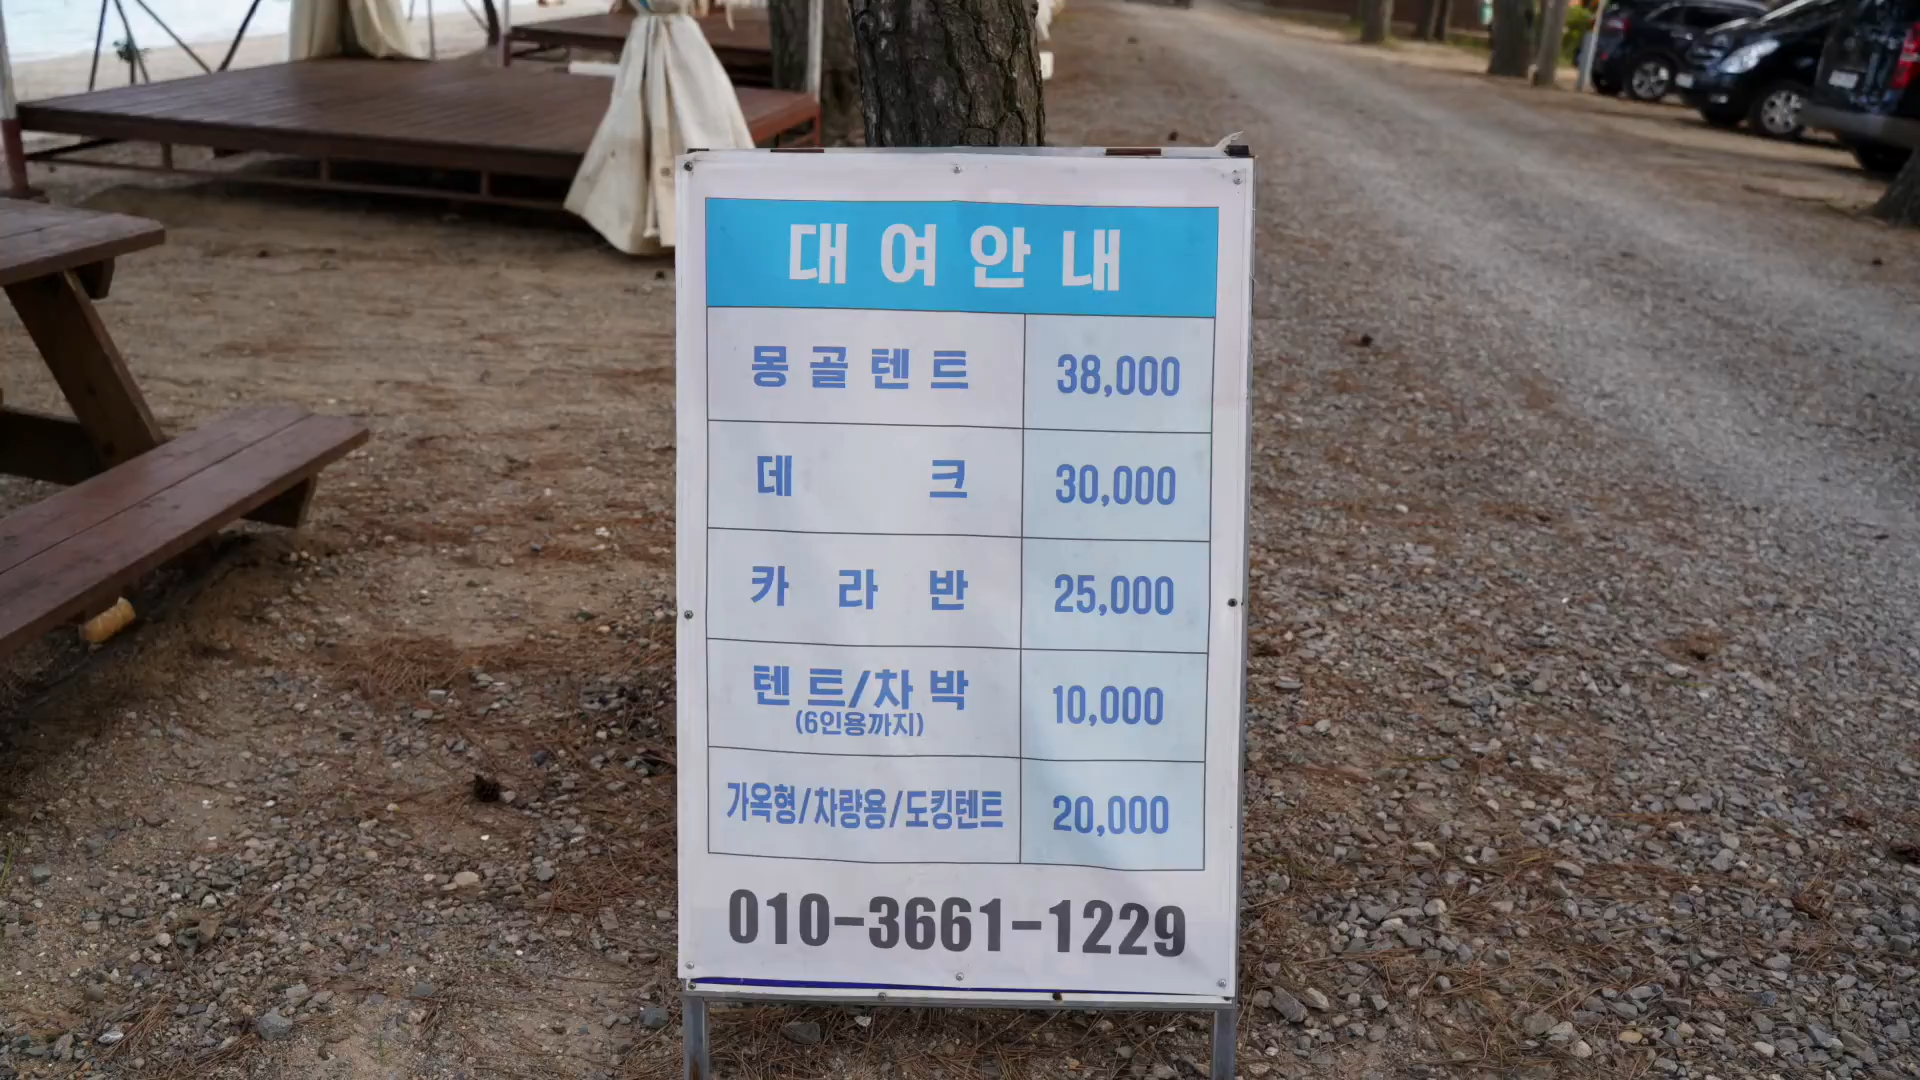 대여안내
몽골텐트 38,000
데크 30,000
카라반 25,000
텐트/차박 10,000
(6인용까지)
가옥형/차량용/도킹텐트 20,000
010-3661-1229